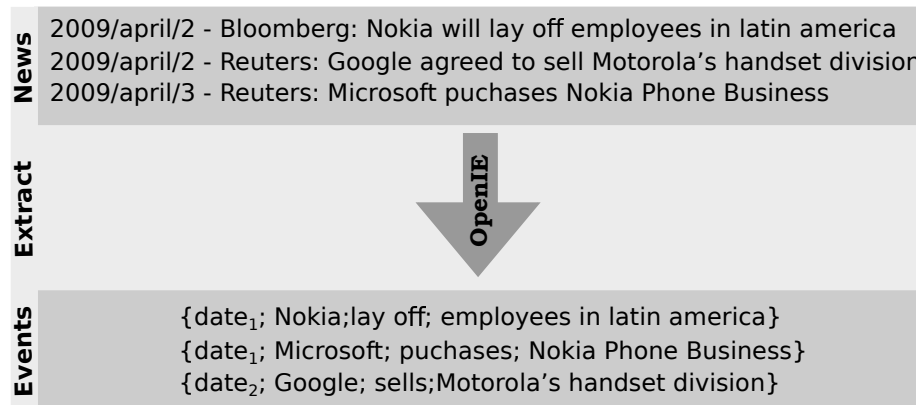 News
2009/april/2 - Bloomberg: Nokia will lay off employees in latin america
2009/april/2 - Reuters: Google agreed to sell Motorola's handset division
2009/april/3 - Reuters: Microsoft puchases Nokia Phone Business
Extract
OpenIE
Events
{date₁; Nokia;lay off; employees in latin america}
{date₁; Microsoft; puchases; Nokia Phone Business}
{date₂; Google; sells;Motorola's handset division}